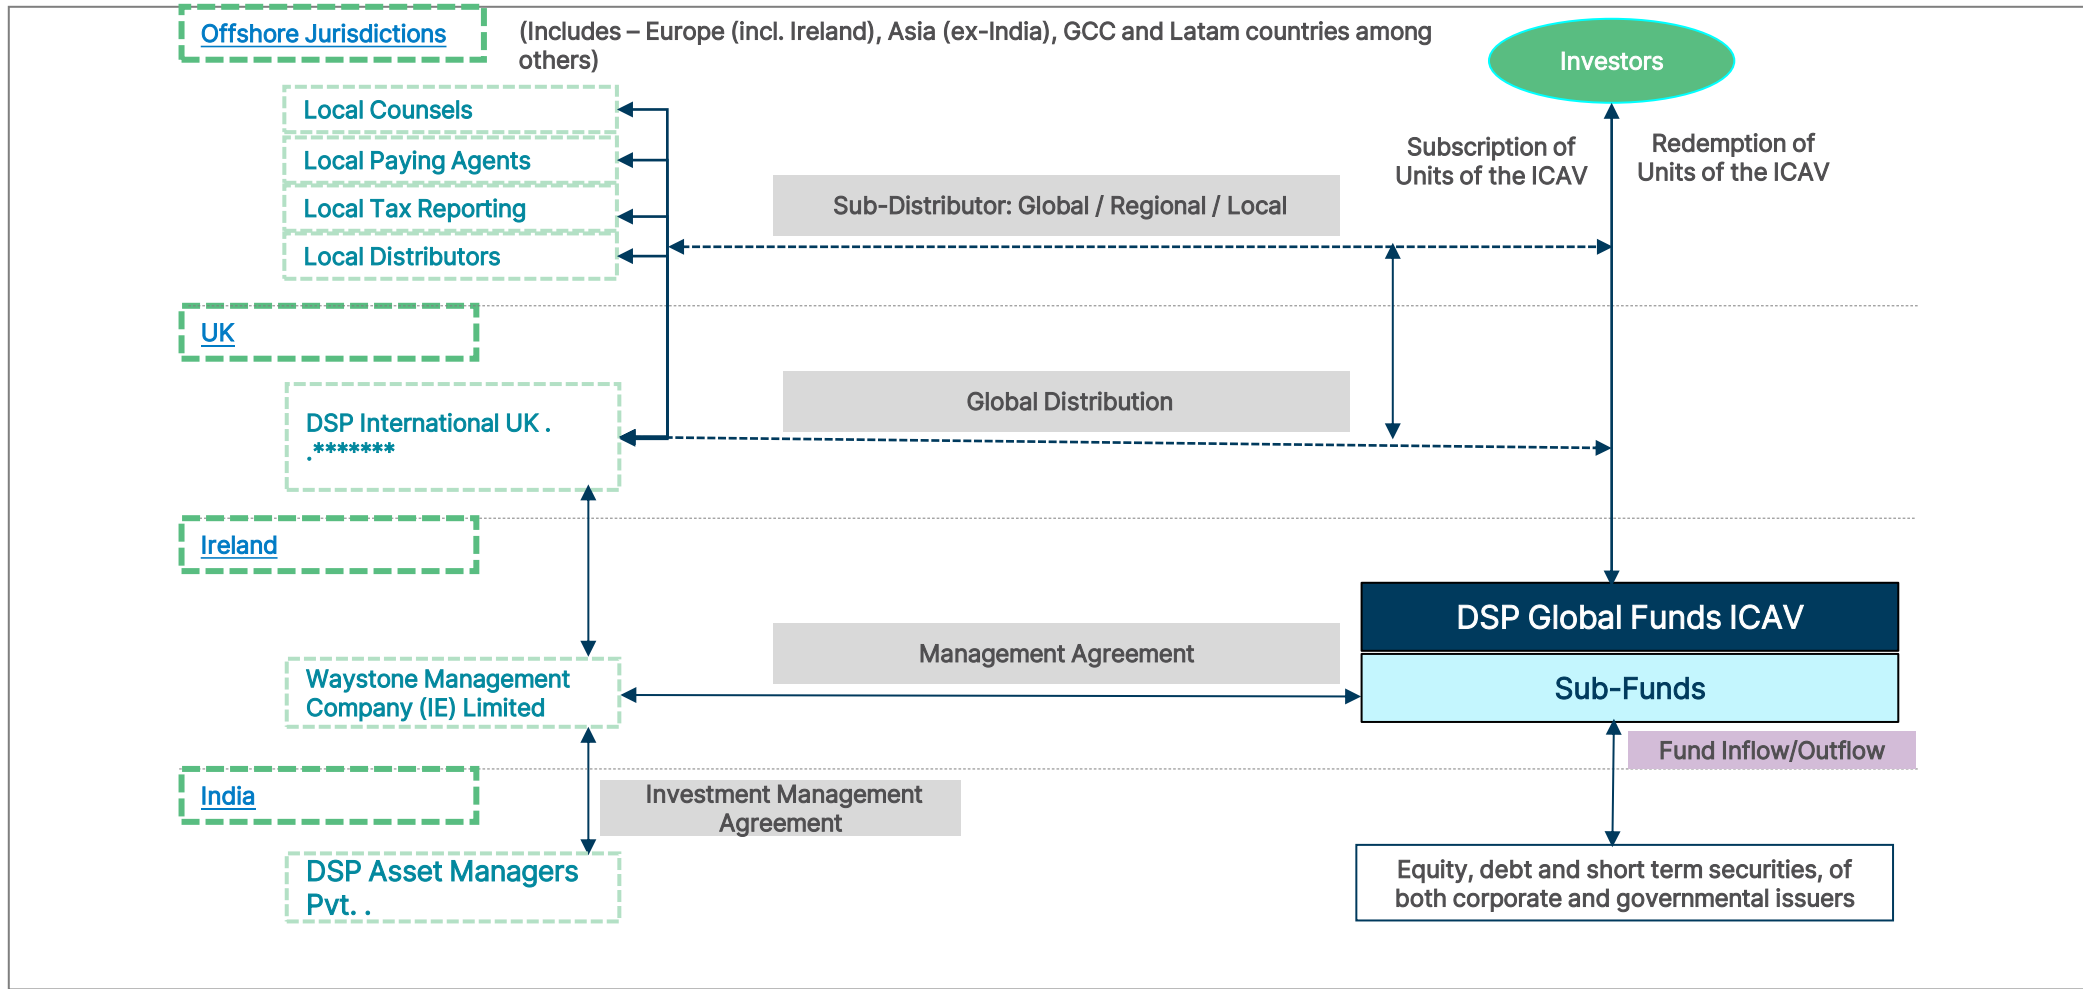 Offshore Jurisdictions
(Includes – Europe (incl. Ireland), Asia (ex-India), GCC and Latam countries among
others)
Investors
Local Counsels
Local Paying Agents
Local Tax Reporting
Local Distributors
Subscription of
Units of the ICAV
Redemption of
Units of the ICAV
Sub-Distributor: Global / Regional / Local
UK
Global Distribution
DSP International UK .
.*******
Ireland
DSP Global Funds ICAV
Management Agreement
Waystone Management
Company (IE) Limited
Sub-Funds
Fund Inflow/Outflow
India
Investment Management
Agreement
DSP Asset Managers
Pvt. .
Equity, debt and short term securities, of
both corporate and governmental issuers